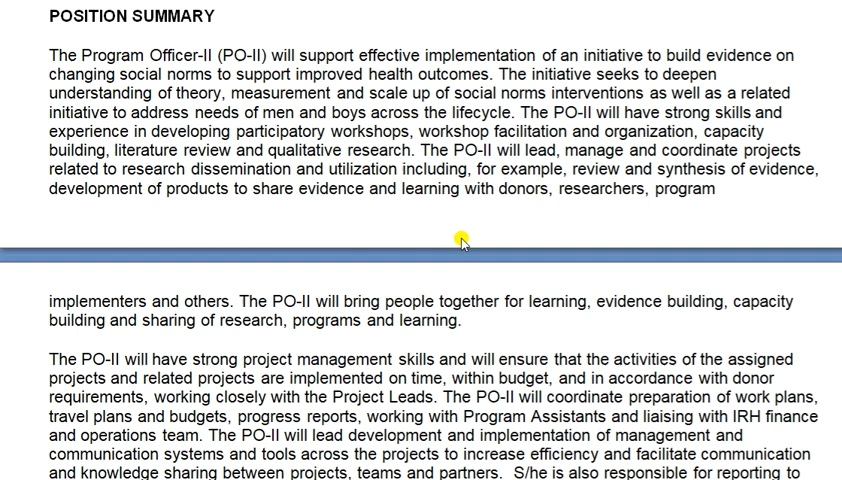 POSITION SUMMARY
The Program Officer-II (PO-II) will support effective implementation of an initiative to build evidence on
changing social norms to support improved health outcomes. The initiative seeks to deepen
understanding of theory, measurement and scale up of social norms interventions as well as a related
initiative to address needs of men and boys across the lifecycle. The PO-II will have strong skills and
experience in developing participatory workshops, workshop facilitation and organization, capacity
building, literature review and qualitative research. The PO-II will lead, manage and coordinate projects
related to research dissemination and utilization including, for example, review and synthesis of evidence,
development of products to share evidence and learning with donors, researchers, program
implementers and others. The PO-II will bring people together for learning, evidence building, capacity
building and sharing of research, programs and learning.
The PO-II will have strong project management skills and will ensure that the activities of the assigned
projects and related projects are implemented on time, within budget, and in accordance with donor
requirements, working closely with the Project Leads. The PO-II will coordinate preparation of work plans,
travel plans and budgets, progress reports, working with Program Assistants and liaising with IRH finance
and operations team. The PO-II will lead development and implementation of management and
communication systems and tools across the projects to increase efficiency and facilitate communication
and knowledge sharing between projects, teams and partners. S/he is also responsible for reporting to